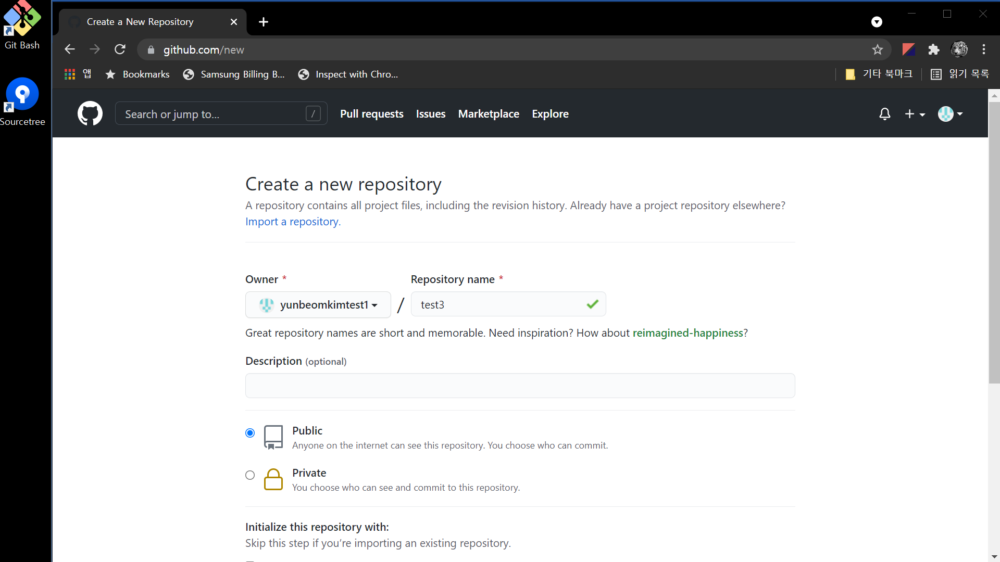 Git Bash
Sourcetree
Create a New Repository
github.com/new
앱
Bookmarks
Samsung Billing B...
Inspect with Chro...
기타 북마크
읽기 목록
Search or jump to...
/
Pull requests
Issues
Marketplace
Explore
Create a new repository
A repository contains all project files, including the revision history. Already have a project repository elsewhere?
Import a repository.
Owner *
Repository name *
yunbeomkimtest1
/
test3
Great repository names are short and memorable. Need inspiration? How about reimagined-happiness?
Description (optional)
Public
Anyone on the internet can see this repository. You choose who can commit.
Private
You choose who can see and commit to this repository.
Initialize this repository with:
Skip this step if you’re importing an existing repository.